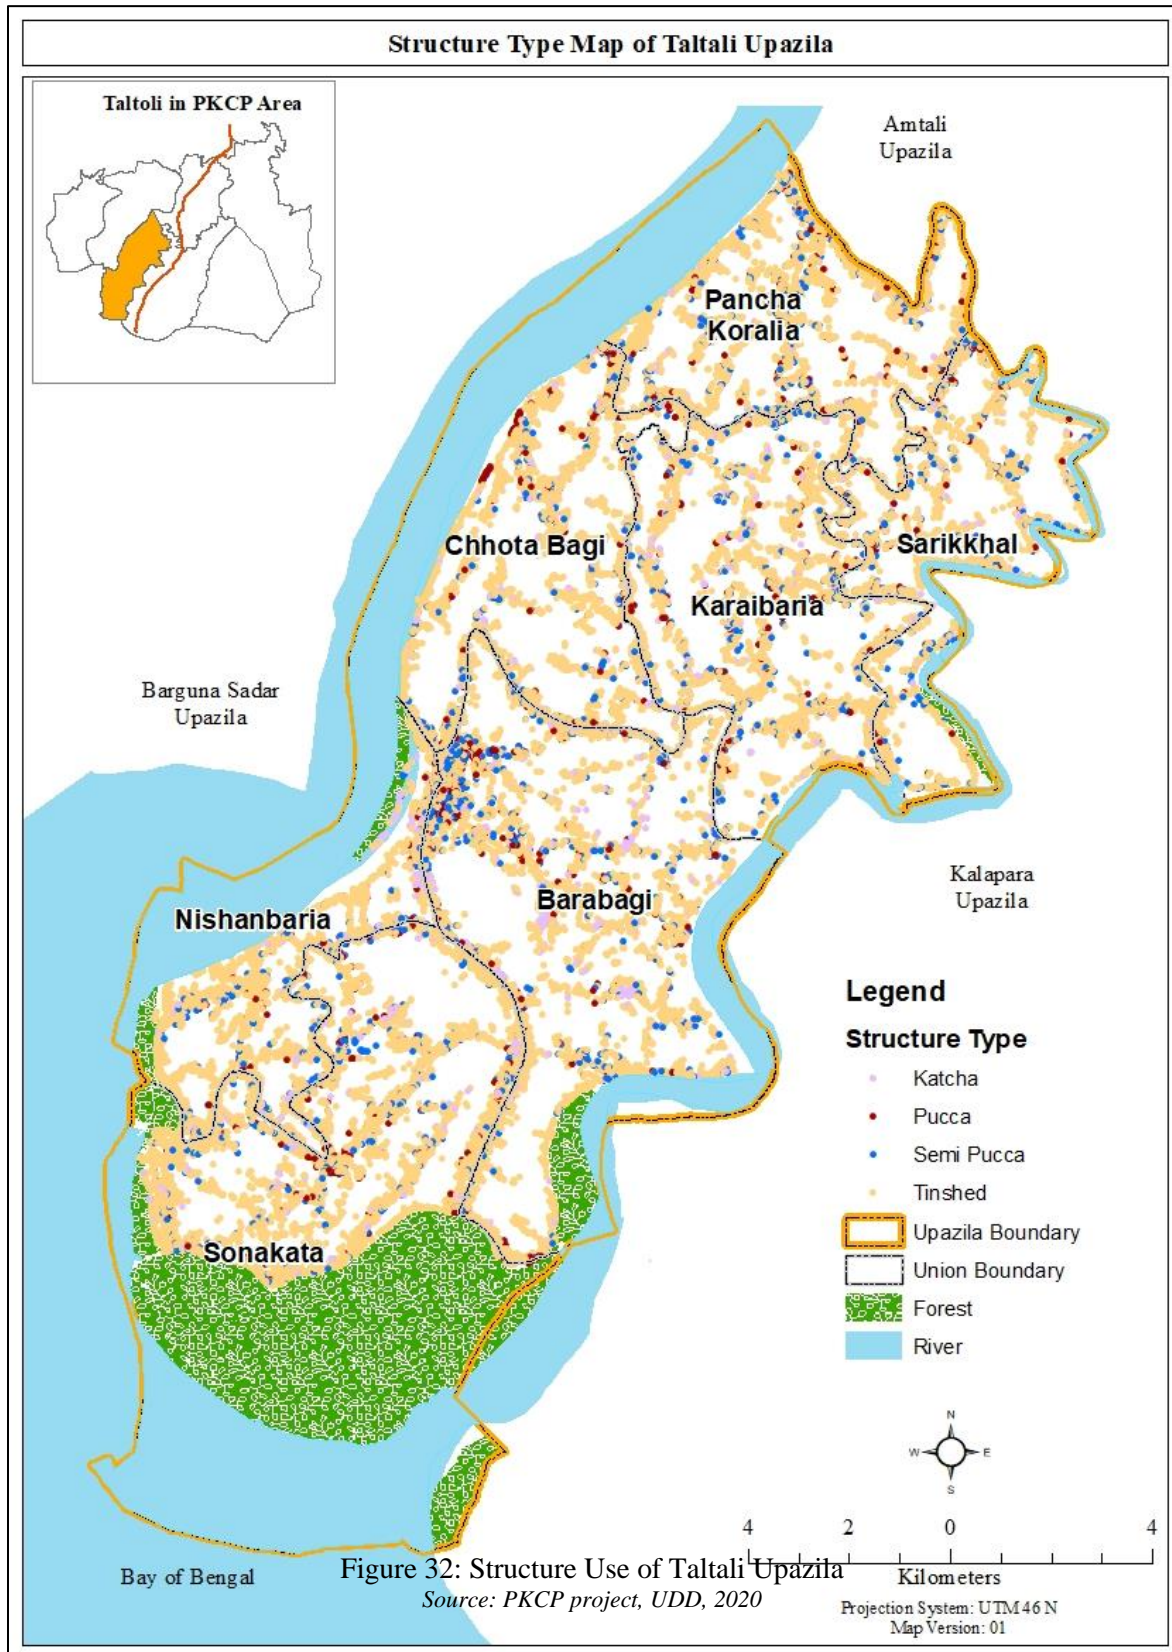 Structure Type Map of Taltali Upazila
Taltoli in PKCP Area
Amtali
Upazila
Pancha
Koralia
Chhota Bagi
Sarikkhal
Karaibaria
Barguna Sadar
Upazila
Kalapara
Upazila
Barabagi
Nishanbaria
Sonakata
Legend
Structure Type
Katcha
Pucca
Semi Pucca
Tinshed
Upazila Boundary
Union Boundary
Forest
River
N
W E
S
4 2 0 4
Kilometers
Bay of Bengal
Figure 32: Structure Use of Taltali Upazila
Source: PKCP project, UDD, 2020
Projection System: UTM 46 N
Map Version: 01